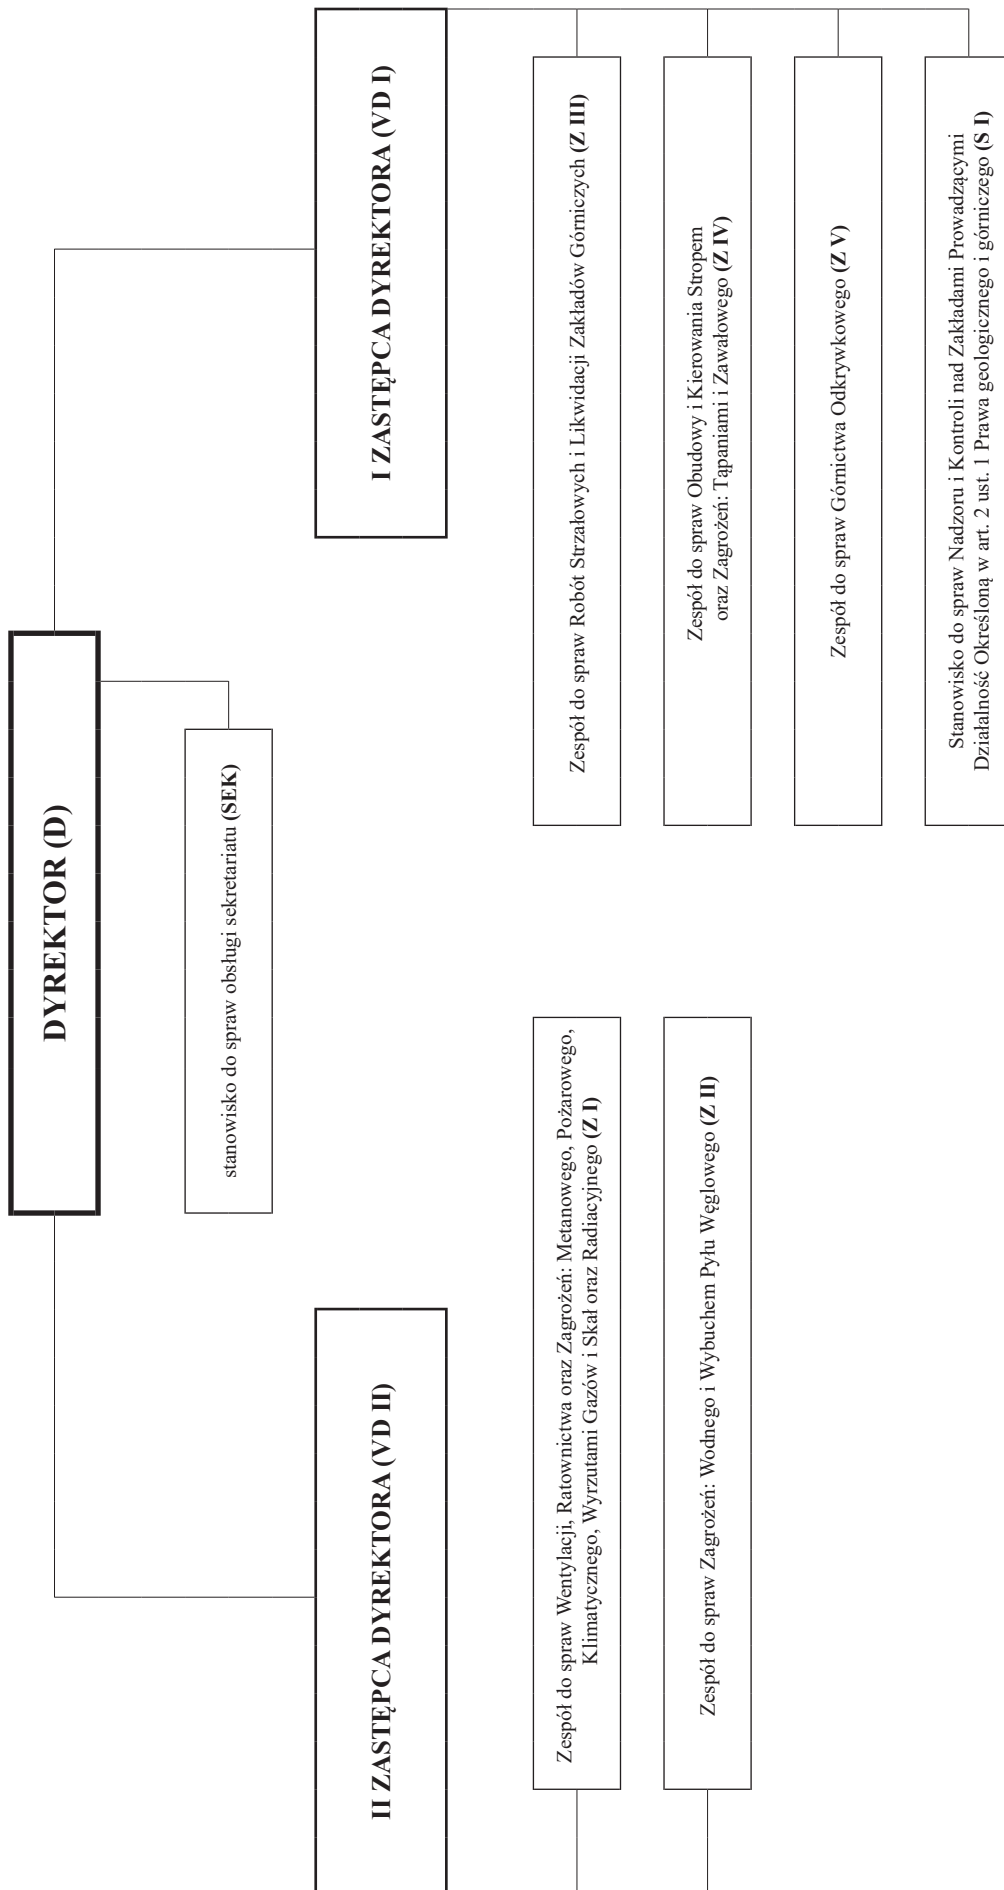 DYREKTOR (D)
stanowisko do spraw obsługi sekretariatu (SEK)
II ZASTĘPCA DYREKTORA (VD II)
I ZASTĘPCA DYREKTORA (VD I)
Zespół do spraw Wentylacji, Ratownictwa oraz Zagrożeń: Metanowego, Pożarowego,
Klimatycznego, Wyrzutami Gazów i Skał oraz Radiacyjnego (Z I)
Zespół do spraw Zagrożeń: Wodnego i Wybuchem Pyłu Węglowego (Z II)
Zespół do spraw Robót Strzałowych i Likwidacji Zakładów Górniczych (Z III)
Zespół do spraw Obudowy i Kierowania Stropem
oraz Zagrożeń: Tąpaniami i Zawałowego (Z IV)
Zespół do spraw Górnictwa Odkrywkowego (Z V)
Stanowisko do spraw Nadzoru i Kontroli nad Zakładami Prowadzącymi
Działalność Określoną w art. 2 ust. 1 Prawa geologicznego i górniczego (S I)